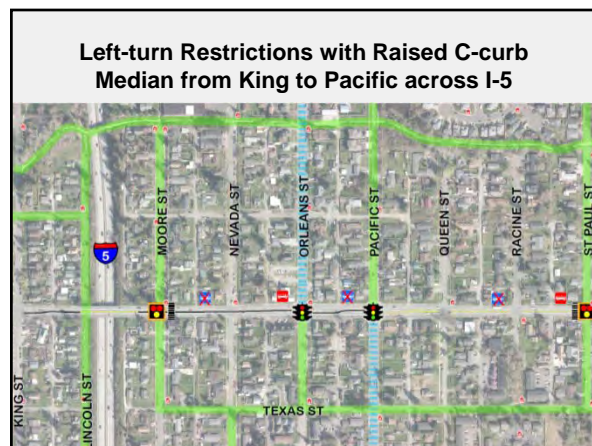 Left-turn Restrictions with Raised C-curb
Median from King to Pacific across I-5
MOORE ST
NEVADA ST
ORLEANS ST
PACIFIC ST
QUEEN ST
RACINE ST
ST PAUL ST
5
KING ST
LINCOLN ST
TEXAS ST